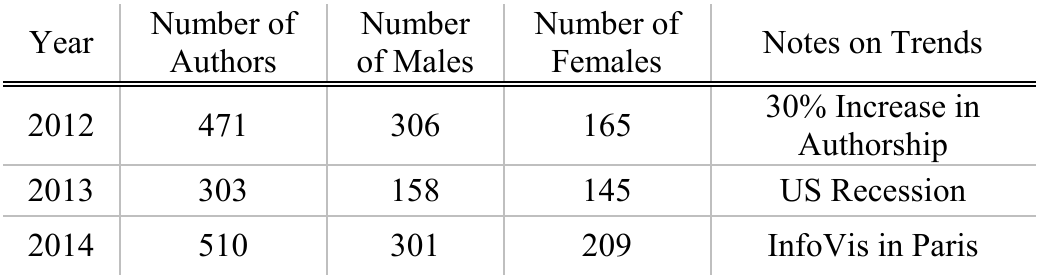 Year Number of Authors Number of Males Number of Females Notes on Trends
2012 471 306 165 30% Increase in Authorship
2013 303 158 145 US Recession
2014 510 301 209 InfoVis in Paris